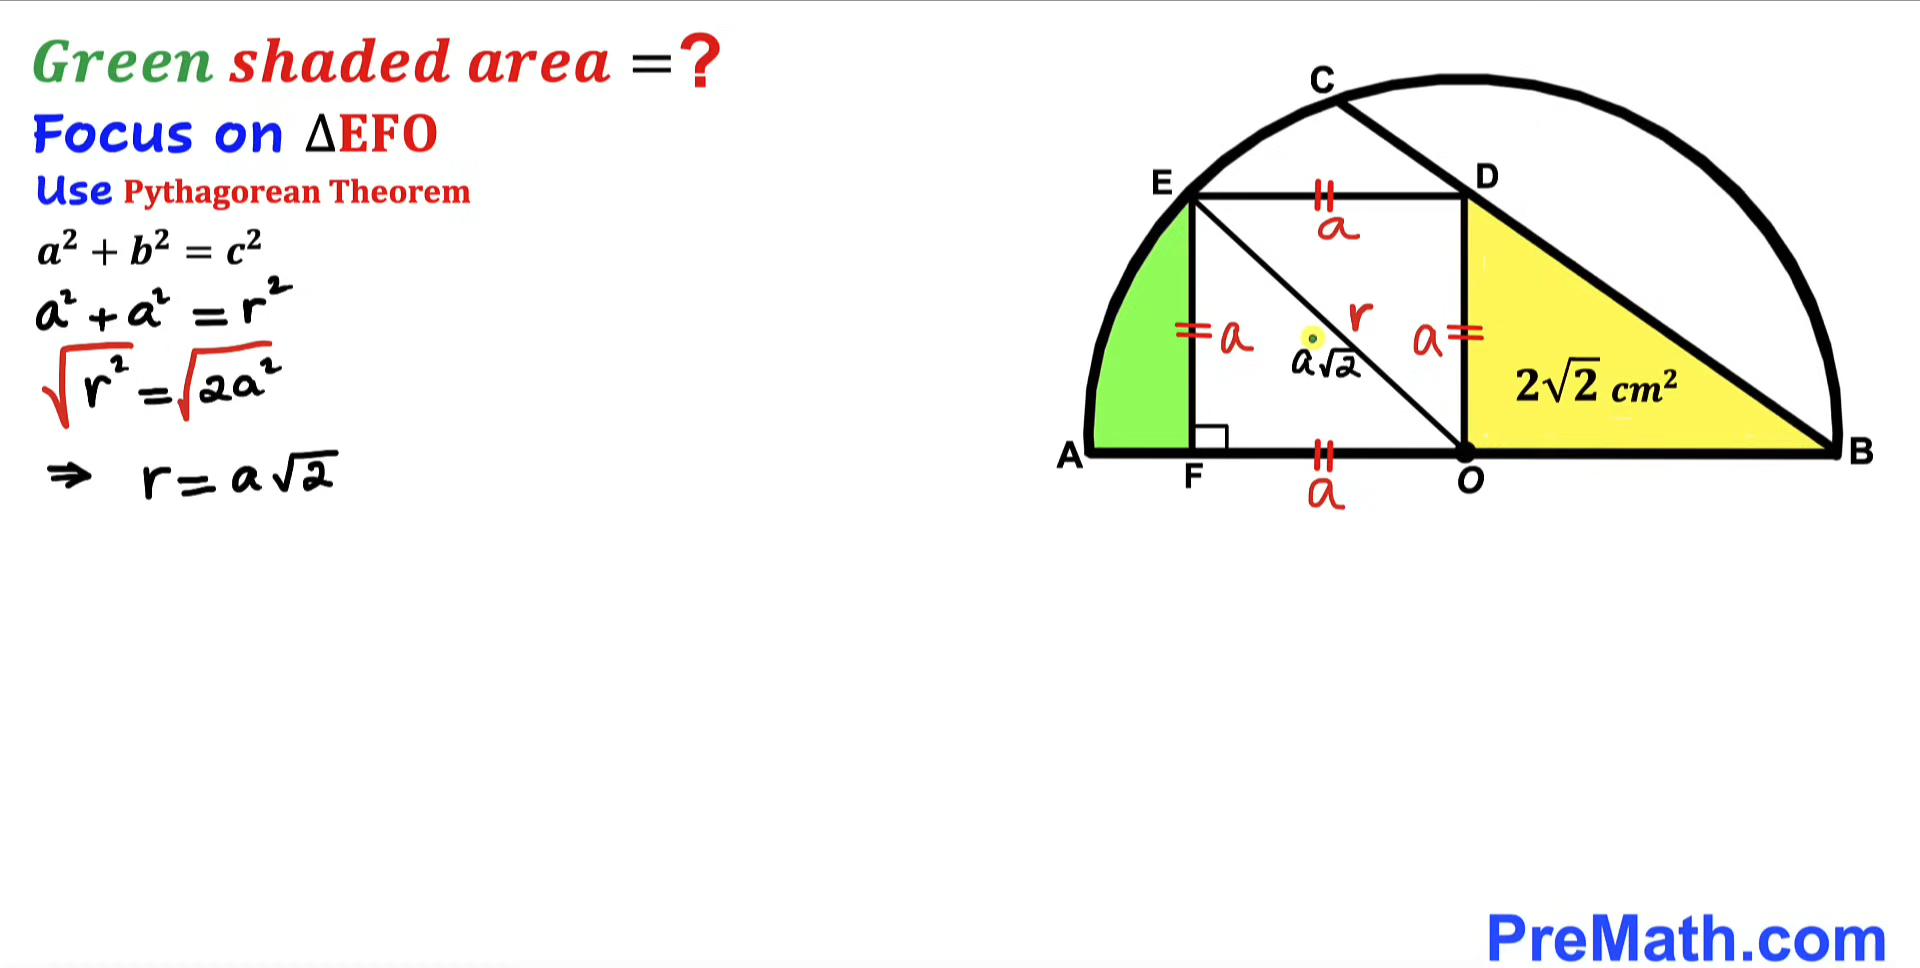 Green shaded area = ?
Focus on ΔEFO
Use Pythagorean Theorem
a² + b² = c²
a² + a² = r²
√r² = √2a²
⇒ r = a√2
C
E
D
a
r
a
a
a√2
2√2 cm²
A
F
O
B
a
PreMath.com